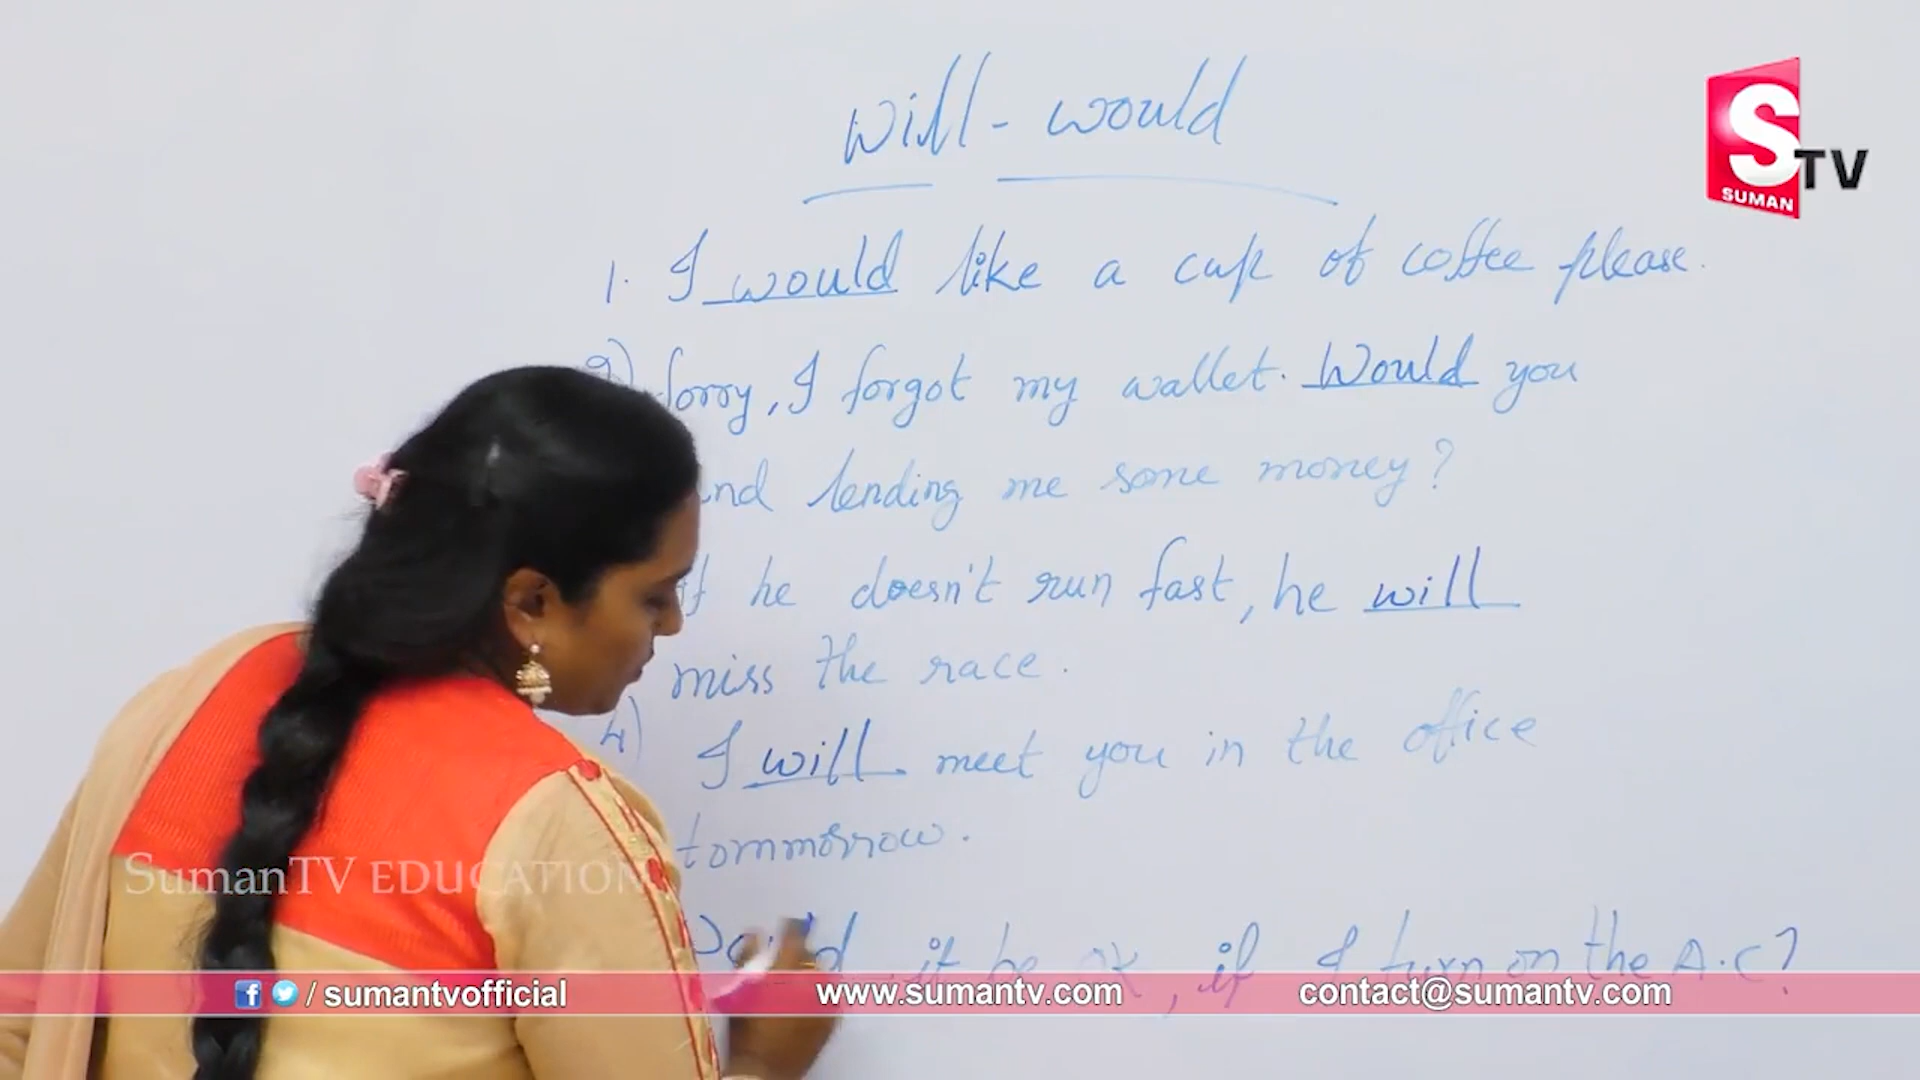 will - would
S TV
SUMAN
1. I would like a cup of coffee please.
2) Sorry, I forgot my wallet. Would you
lending me some money?
he doesn't run fast, he will
miss the race.
4) I will meet you in the office
tommorrow.
it be ok, if I turn on the A.C?
SumanTV EDUCATION
/ sumantvofficial
www.sumantv.com
contact@sumantv.com